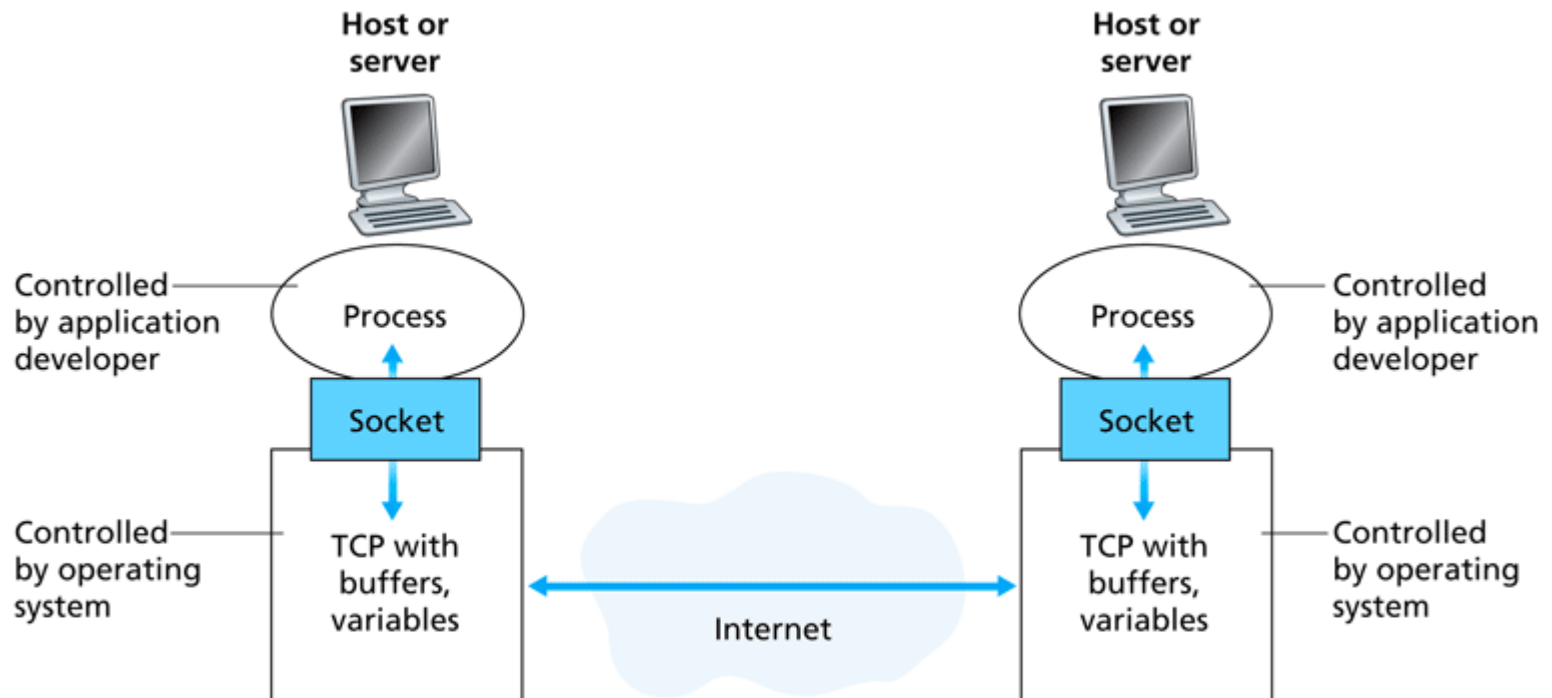 Host or
server
Host or
server
Controlled
by application
developer
Process
Process
Controlled
by application
developer
Socket
Socket
Controlled
by operating
system
TCP with
buffers,
variables
Internet
TCP with
buffers,
variables
Controlled
by operating
system